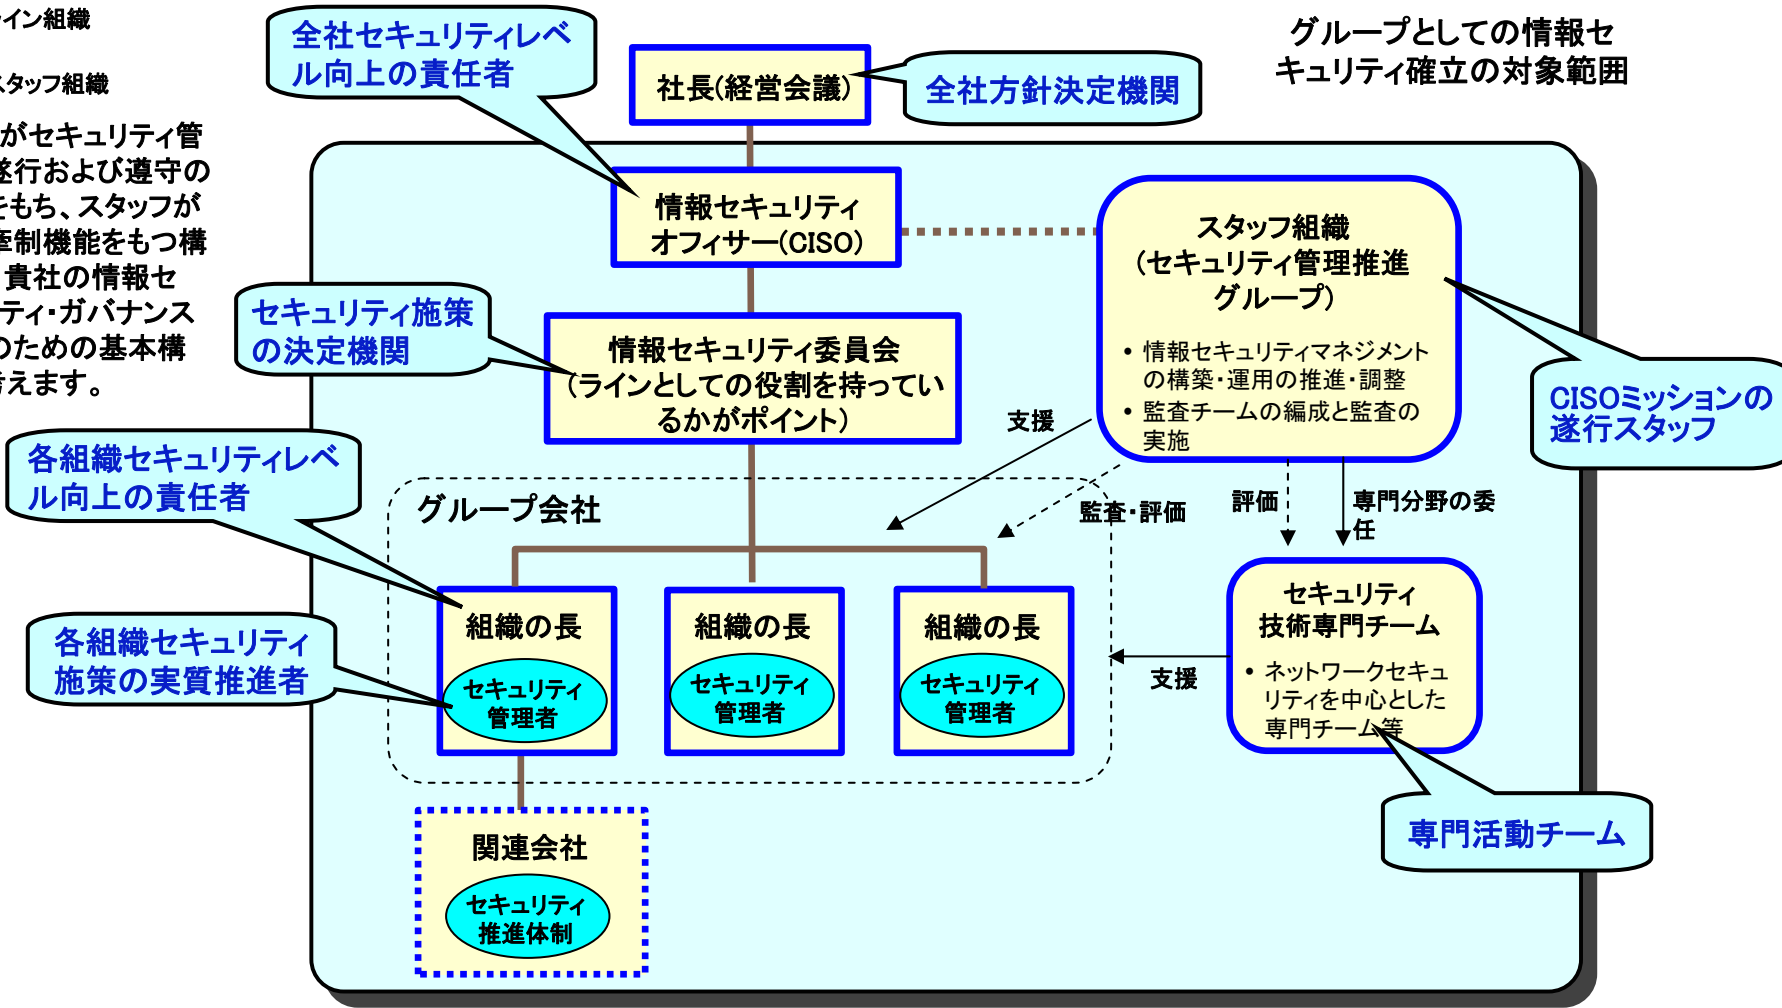 イン組織
スタッフ組織
がセキュリティ管
遂行および遵守の
をもち、スタッフが
牽制機能をもつ構
貴社の情報セ
ティ・ガバナンス
のための基本構
考えます。
全社セキュリティレベ
ル向上の責任者
社長(経営会議)
全社方針決定機関
グループとしての情報セ
キュリティ確立の対象範囲
情報セキュリティ
オフィサー(CISO)
スタッフ組織
(セキュリティ管理推進
グループ)
• 情報セキュリティマネジメント
の構築・運用の推進・調整
• 監査チームの編成と監査の
実施
セキュリティ施策
の決定機関
情報セキュリティ委員会
(ラインとしての役割を持ってい
るかがポイント)
CISOミッションの
遂行スタッフ
各組織セキュリティレベ
ル向上の責任者
支援
グループ会社
監査・評価
評価
専門分野の委
任
組織の長
セキュリティ
管理者
組織の長
セキュリティ
管理者
組織の長
セキュリティ
管理者
各組織セキュリティ
施策の実質推進者
支援
セキュリティ
技術専門チーム
• ネットワークセキュ
リティを中心とした
専門チーム等
専門活動チーム
関連会社
セキュリティ
推進体制